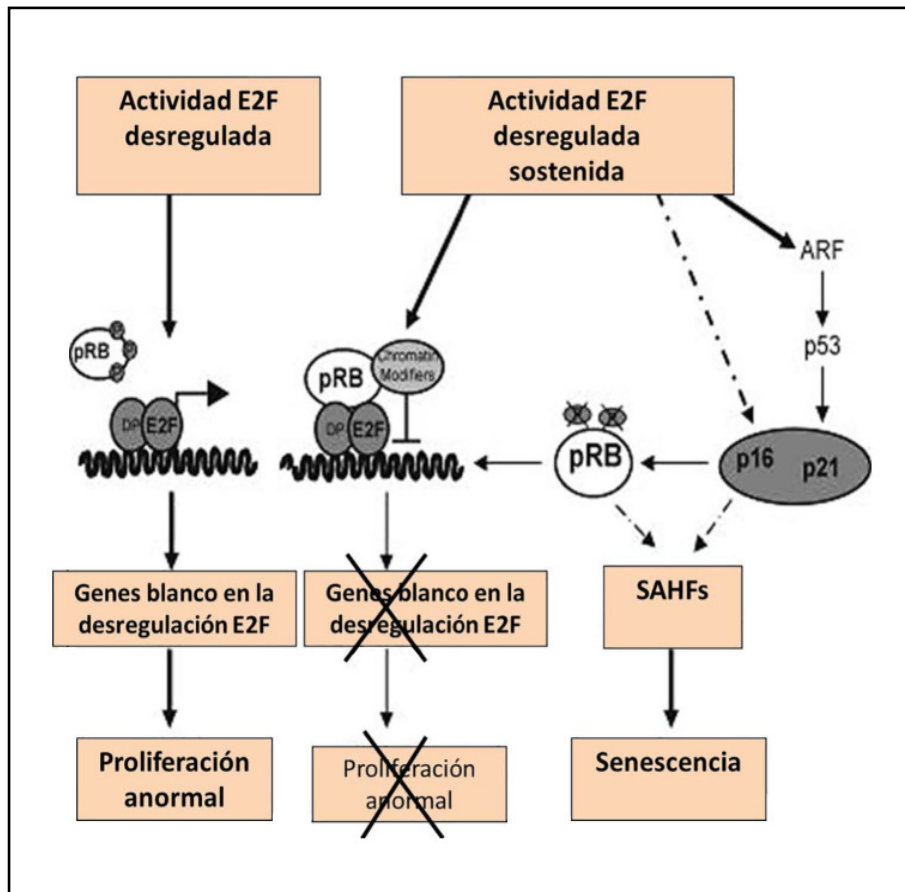 Actividad E2F
desregulada
Actividad E2F
desregulada
sostenida
ARF
p53
pRB
P
P
P
DP
E2F
pRB
Chromatin
Modifiers
DP
E2F
pRB
p16
p21
Genes blanco en la
desregulación E2F
Genes blanco en la
desregulación E2F
SAHFs
Proliferación
anormal
Proliferación
anormal
Senescencia